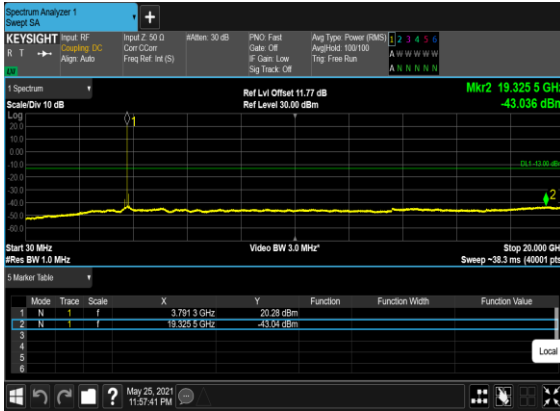 Spectrum Analyzer 1
Swept SA
+
KEYSIGHT Input: RF Input Z: 50 Ω #Atten: 30 dB PNO: Fast Avg Type: Power (RMS) 1 2 3 4 5 6
R T Coupling: DC Corr CCorr Gate: Off Avg|Hold: 100/100 A W W W W W
Align: Auto Freq Ref: Int (S) IF Gain: Low Trig: Free Run
Sig Track: Off A N N N N N
1 Spectrum Ref Lvl Offset 11.77 dB Mkr2 19.325 5 GHz
Scale/Div 10 dB Ref Level 30.00 dBm -43.036 dBm
Log
20.0
10.0
0.00
-10.0
-20.0
-30.0
-40.0
-50.0
-60.0
1
DL1 -13.00 dBm
2
Start 30 MHz Video BW 3.0 MHz* Stop 20.000 GHz
#Res BW 1.0 MHz Sweep ~38.3 ms (40001 pts)
5 Marker Table
Mode Trace Scale X Y Function Function Width Function Value
1 N 1 f 3.791 3 GHz 20.28 dBm
2 N 1 f 19.325 5 GHz -43.04 dBm
3
4
5
6
Local
? May 25, 2021
11:57:41 PM